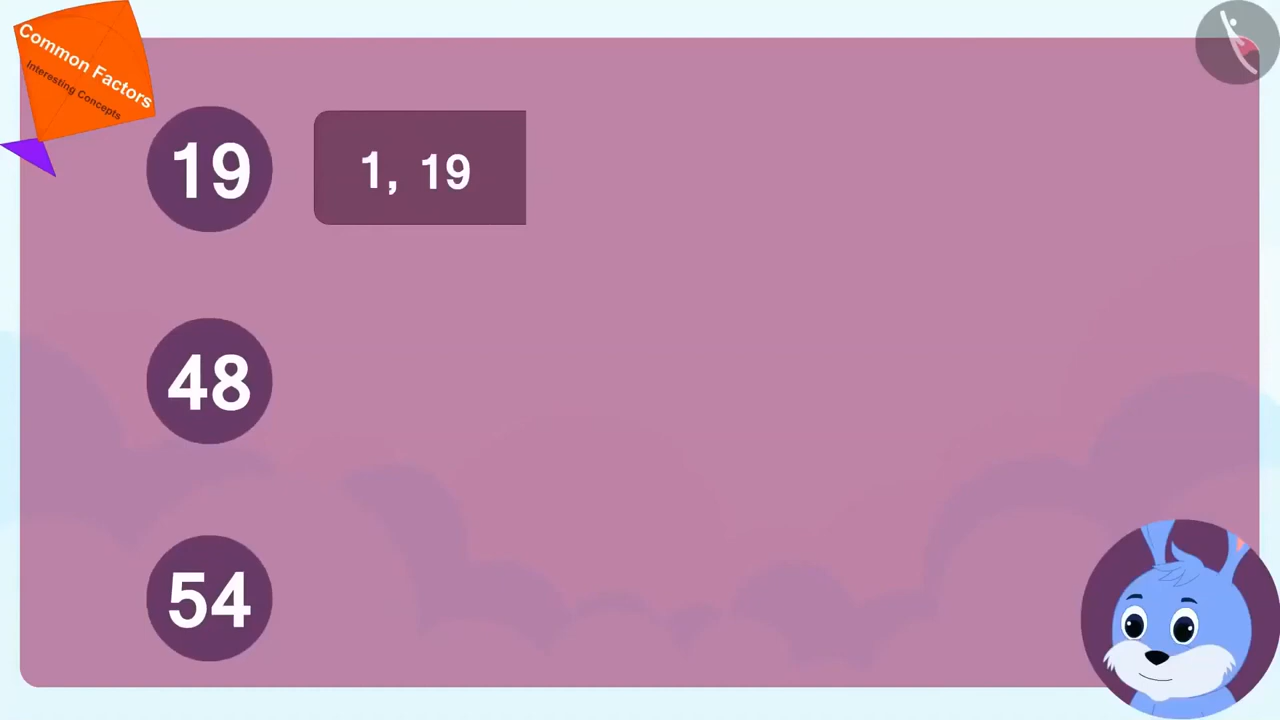 Common Factors
Interesting Concepts
19
1, 19
48
54